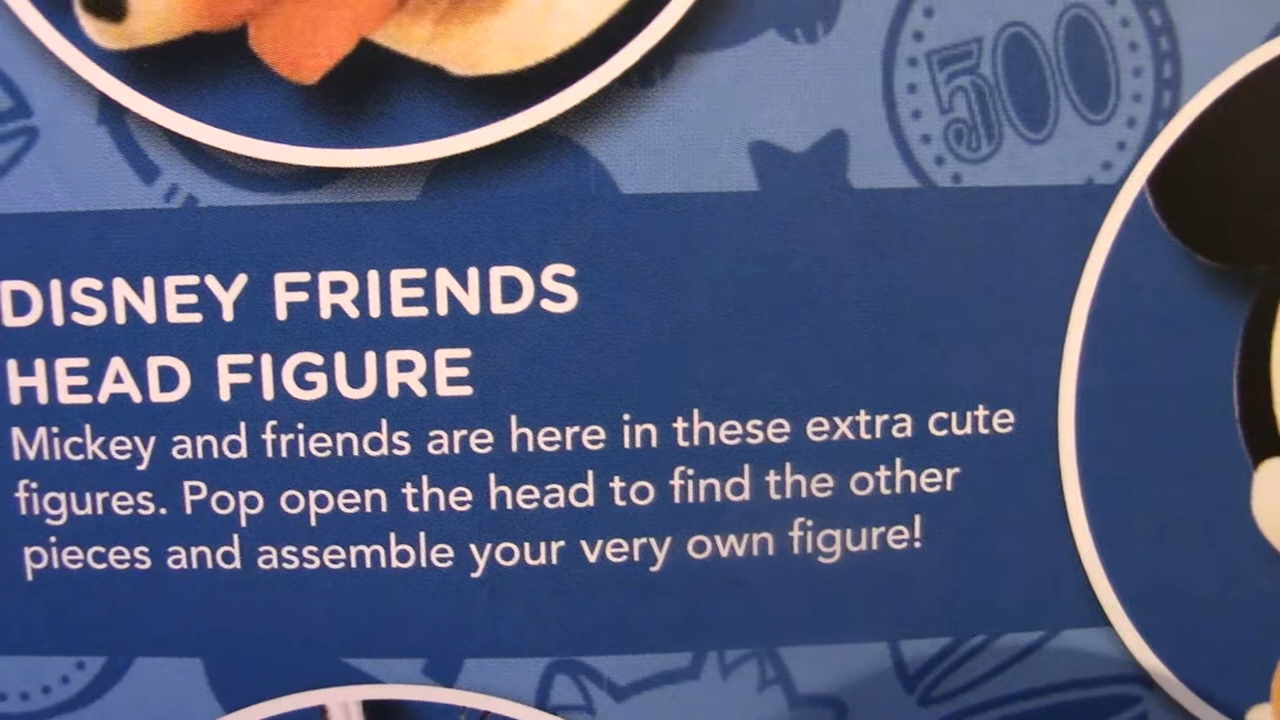 500
DISNEY FRIENDS
HEAD FIGURE
Mickey and friends are here in these extra cute
figures. Pop open the head to find the other
pieces and assemble your very own figure!